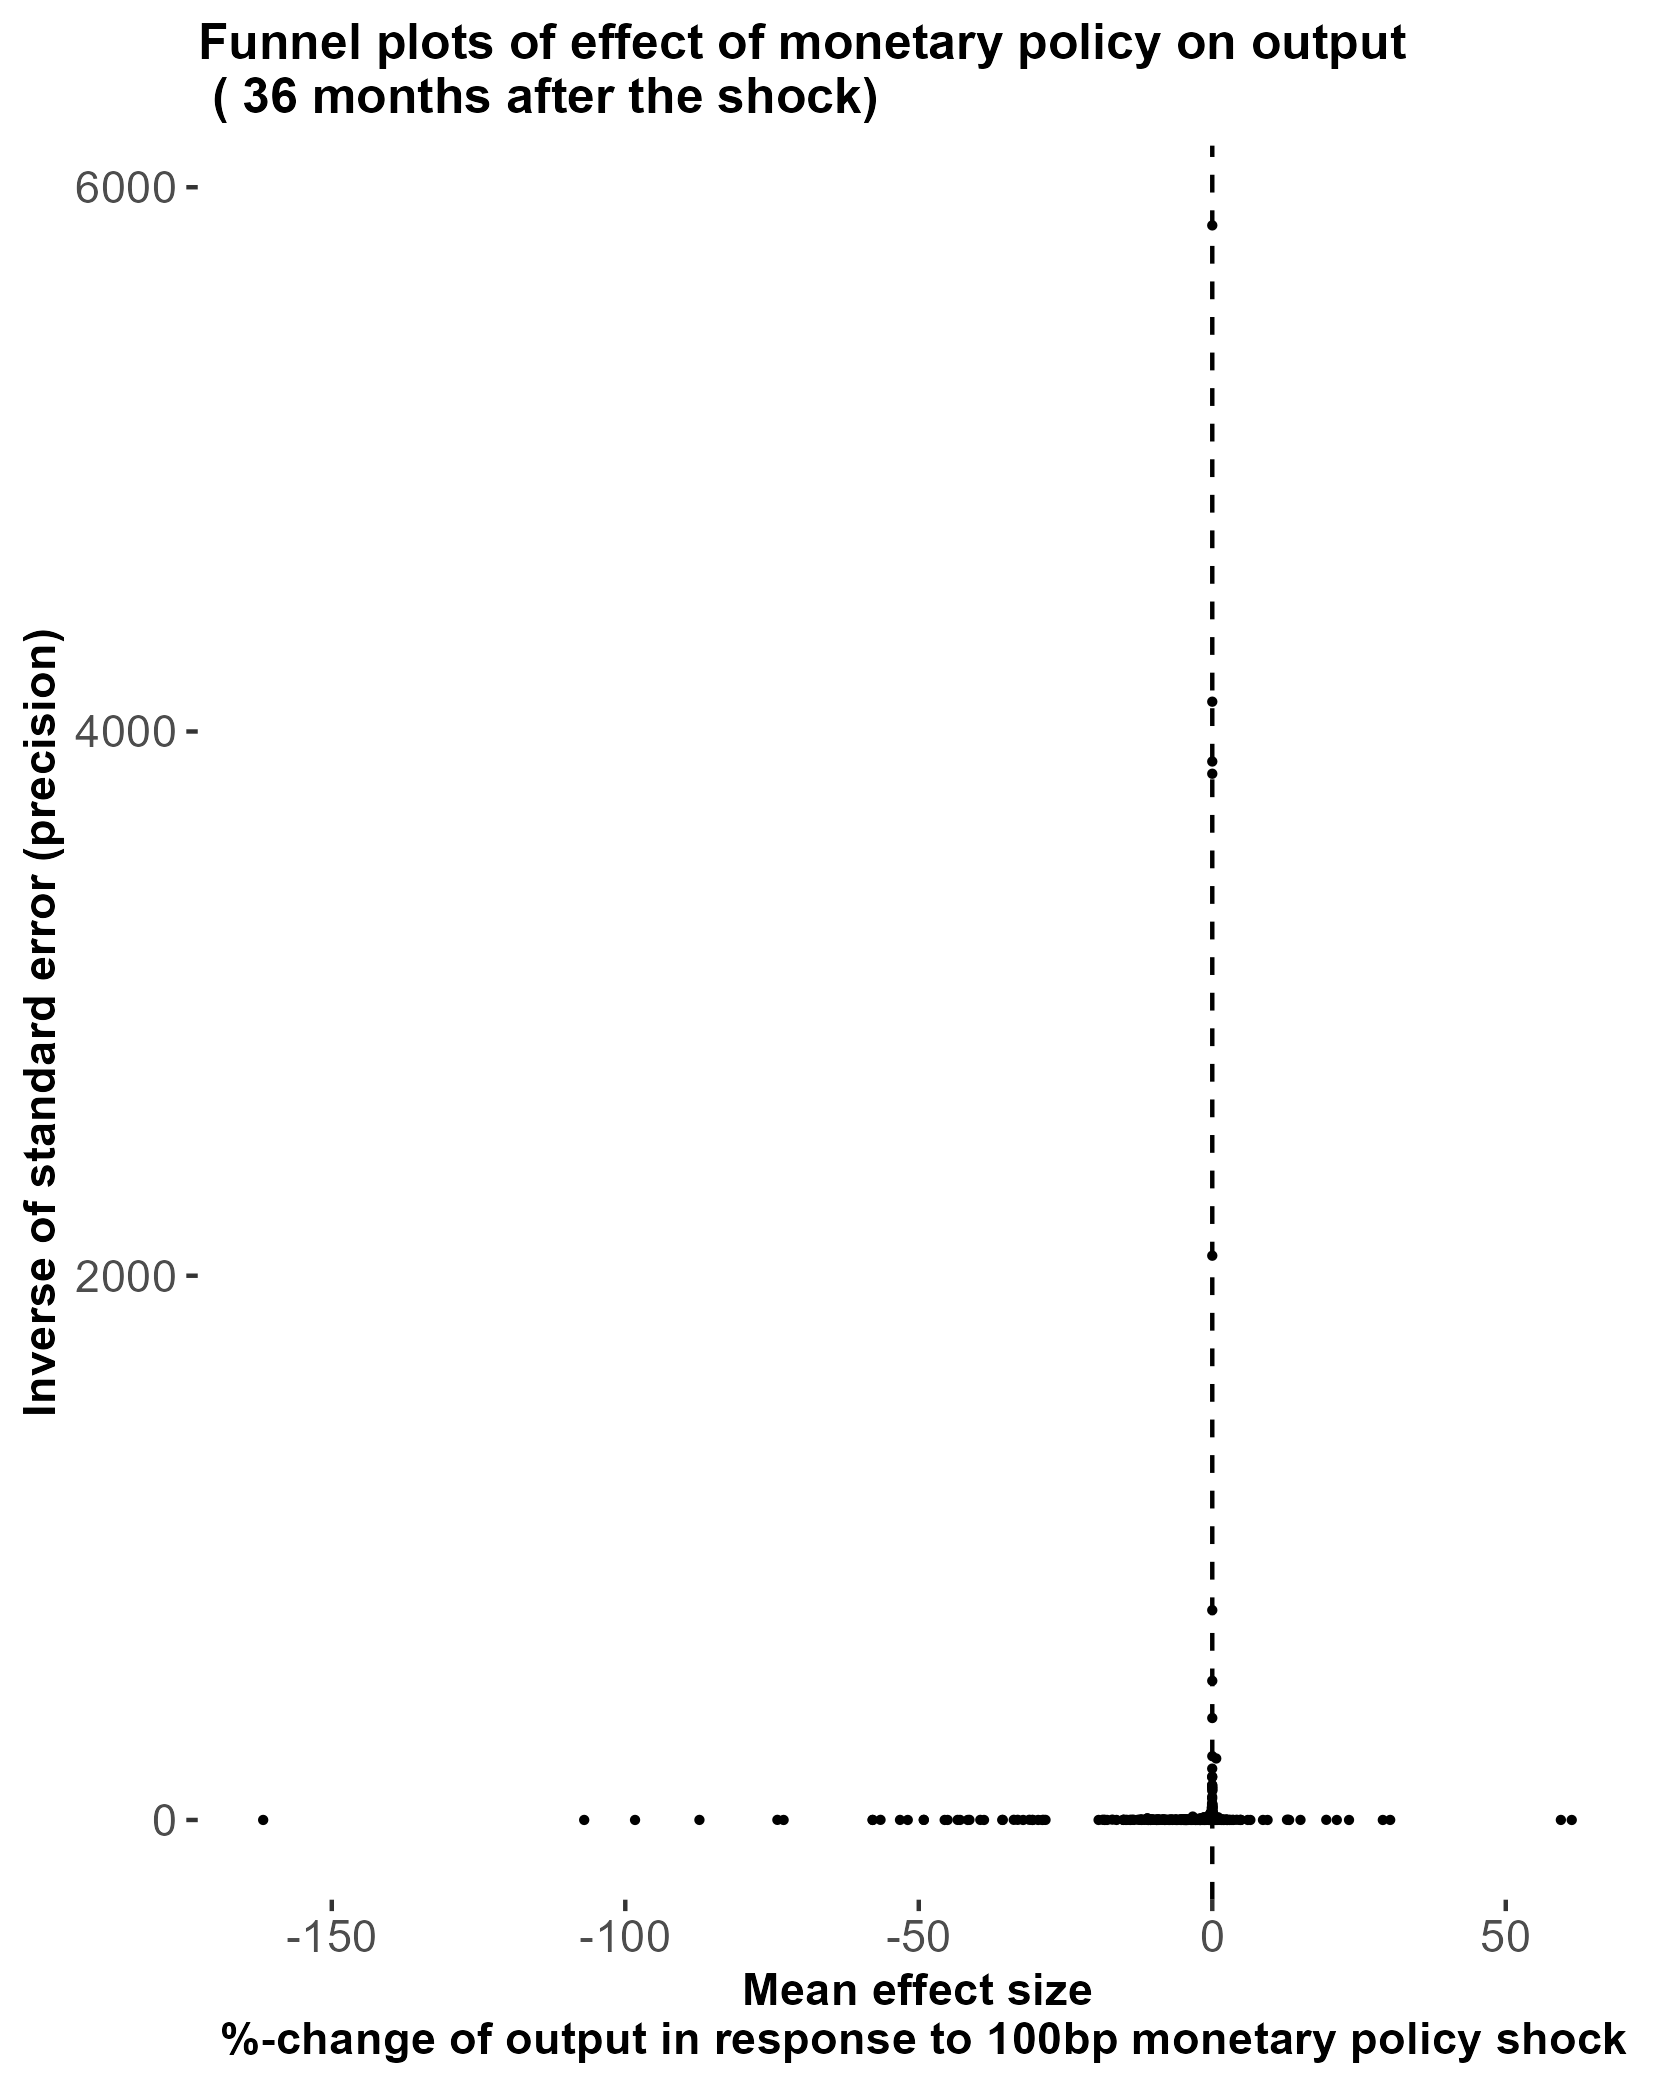 Funnel plots of effect of monetary policy on output
( 36 months after the shock)
6000
4000
2000
0
Inverse of standard error (precision)
-150
-100
-50
0
50
Mean effect size
%-change of output in response to 100bp monetary policy shock